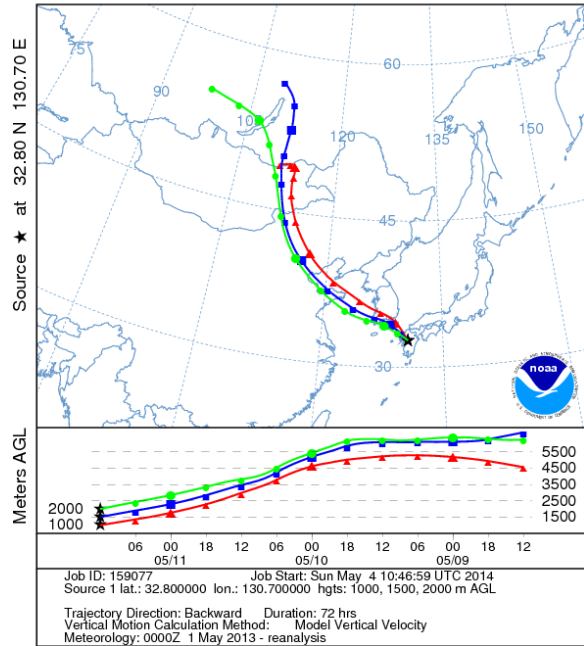 Source ★ at 32.80 N 130.70 E
75
90
105
120
135
150
60
45
30
noaa
Meters AGL
2000
1000
5500
4500
3500
2500
1500
06 00 18 12 06 00 18 12 06 00 18 12
05/11 05/10 05/09
Job ID: 159077 Job Start: Sun May 4 10:46:59 UTC 2014
Source 1 lat.: 32.800000 lon.: 130.700000 hgts: 1000, 1500, 2000 m AGL
Trajectory Direction: Backward Duration: 72 hrs
Vertical Motion Calculation Method: Model Vertical Velocity
Meteorology: 0000Z 1 May 2013 - reanalysis